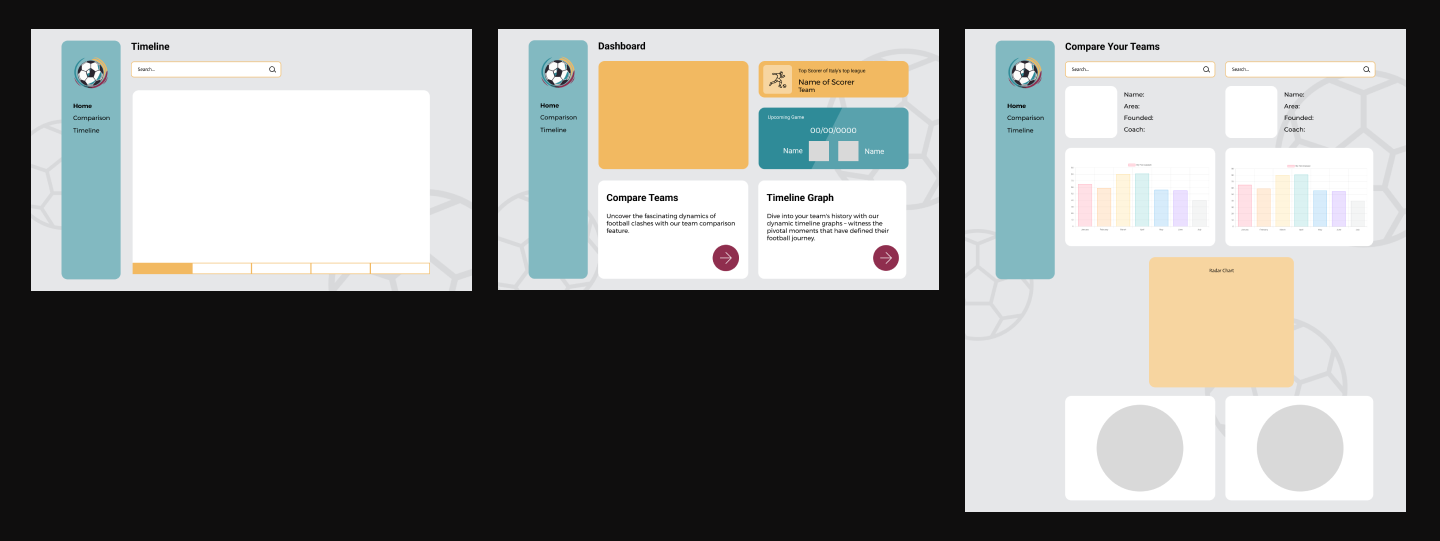 Timeline
Search...
Home
Comparison
Timeline
Dashboard
Home
Comparison
Timeline
Top Scorer of Italy's top league
Name of Scorer
Team
Upcoming Game
00/00/0000
Name
Name
Compare Teams
Uncover the fascinating dynamics of
football clashes with our team comparison
feature.
Timeline Graph
Dive into your team's history with our
dynamic timeline graphs – witness the
pivotal moments that have defined their
football journey.
Compare Your Teams
Search...
Search...
Home
Comparison
Timeline
Name:
Area:
Founded:
Coach:
Name:
Area:
Founded:
Coach:
Radar Chart